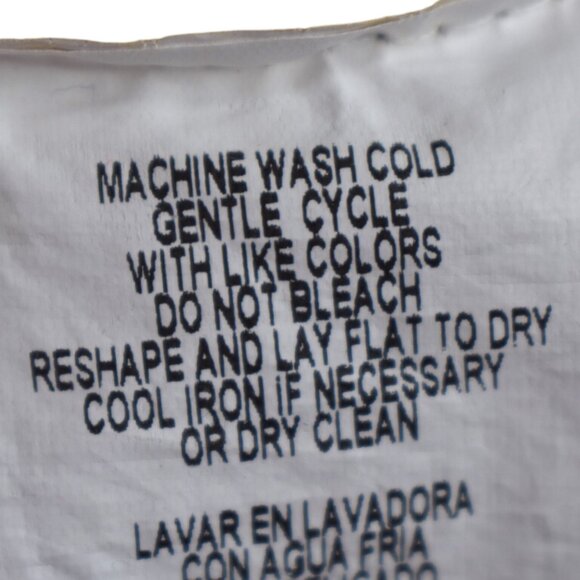 MACHINE WASH COLD
GENTLE CYCLE
WITH LIKE COLORS
DO NOT BLEACH
RESHAPE AND LAY FLAT TO DRY
COOL IRON iF NECESSARY
OR DRY CLEAN
LAVAR EN LAVADORA
CON AGUA FRIA